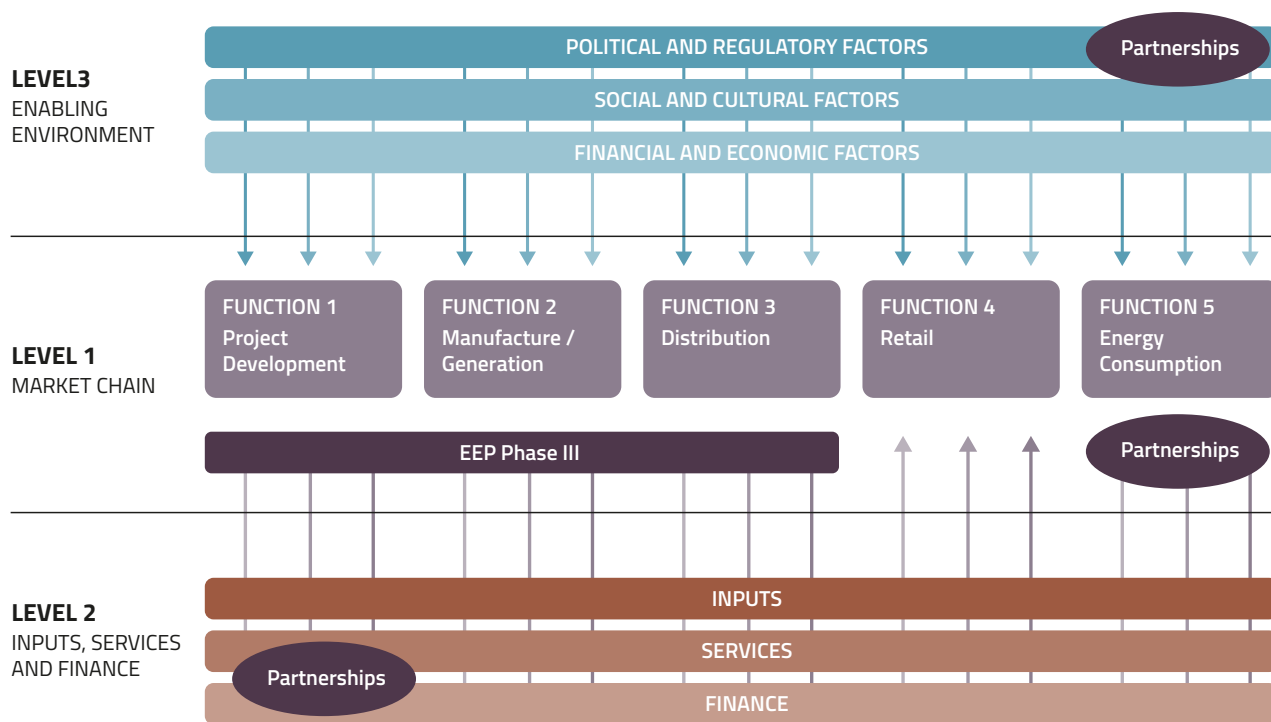 POLITICAL AND REGULATORY FACTORS
Partnerships
LEVEL3
ENABLING
ENVIRONMENT
SOCIAL AND CULTURAL FACTORS
FINANCIAL AND ECONOMIC FACTORS
LEVEL 1
MARKET CHAIN
FUNCTION 1
Project
Development
FUNCTION 2
Manufacture /
Generation
FUNCTION 3
Distribution
FUNCTION 4
Retail
FUNCTION 5
Energy
Consumption
EEP Phase III
Partnerships
LEVEL 2
INPUTS, SERVICES
AND FINANCE
INPUTS
SERVICES
Partnerships
FINANCE